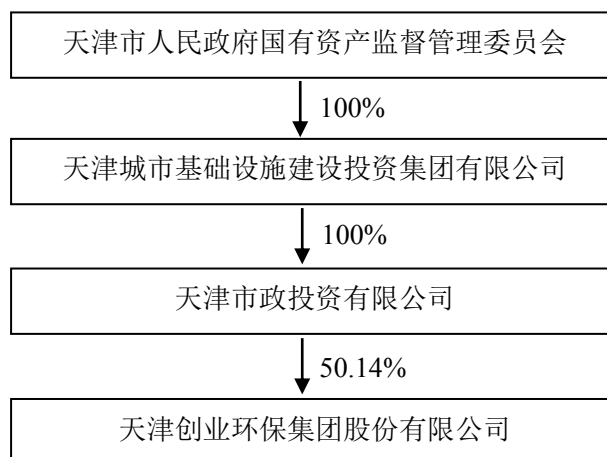 天津市人民政府国有资产监督管理委员会
100%
天津城市基础设施建设投资集团有限公司
100%
天津市政投资有限公司
50.14%
天津创业环保集团股份有限公司